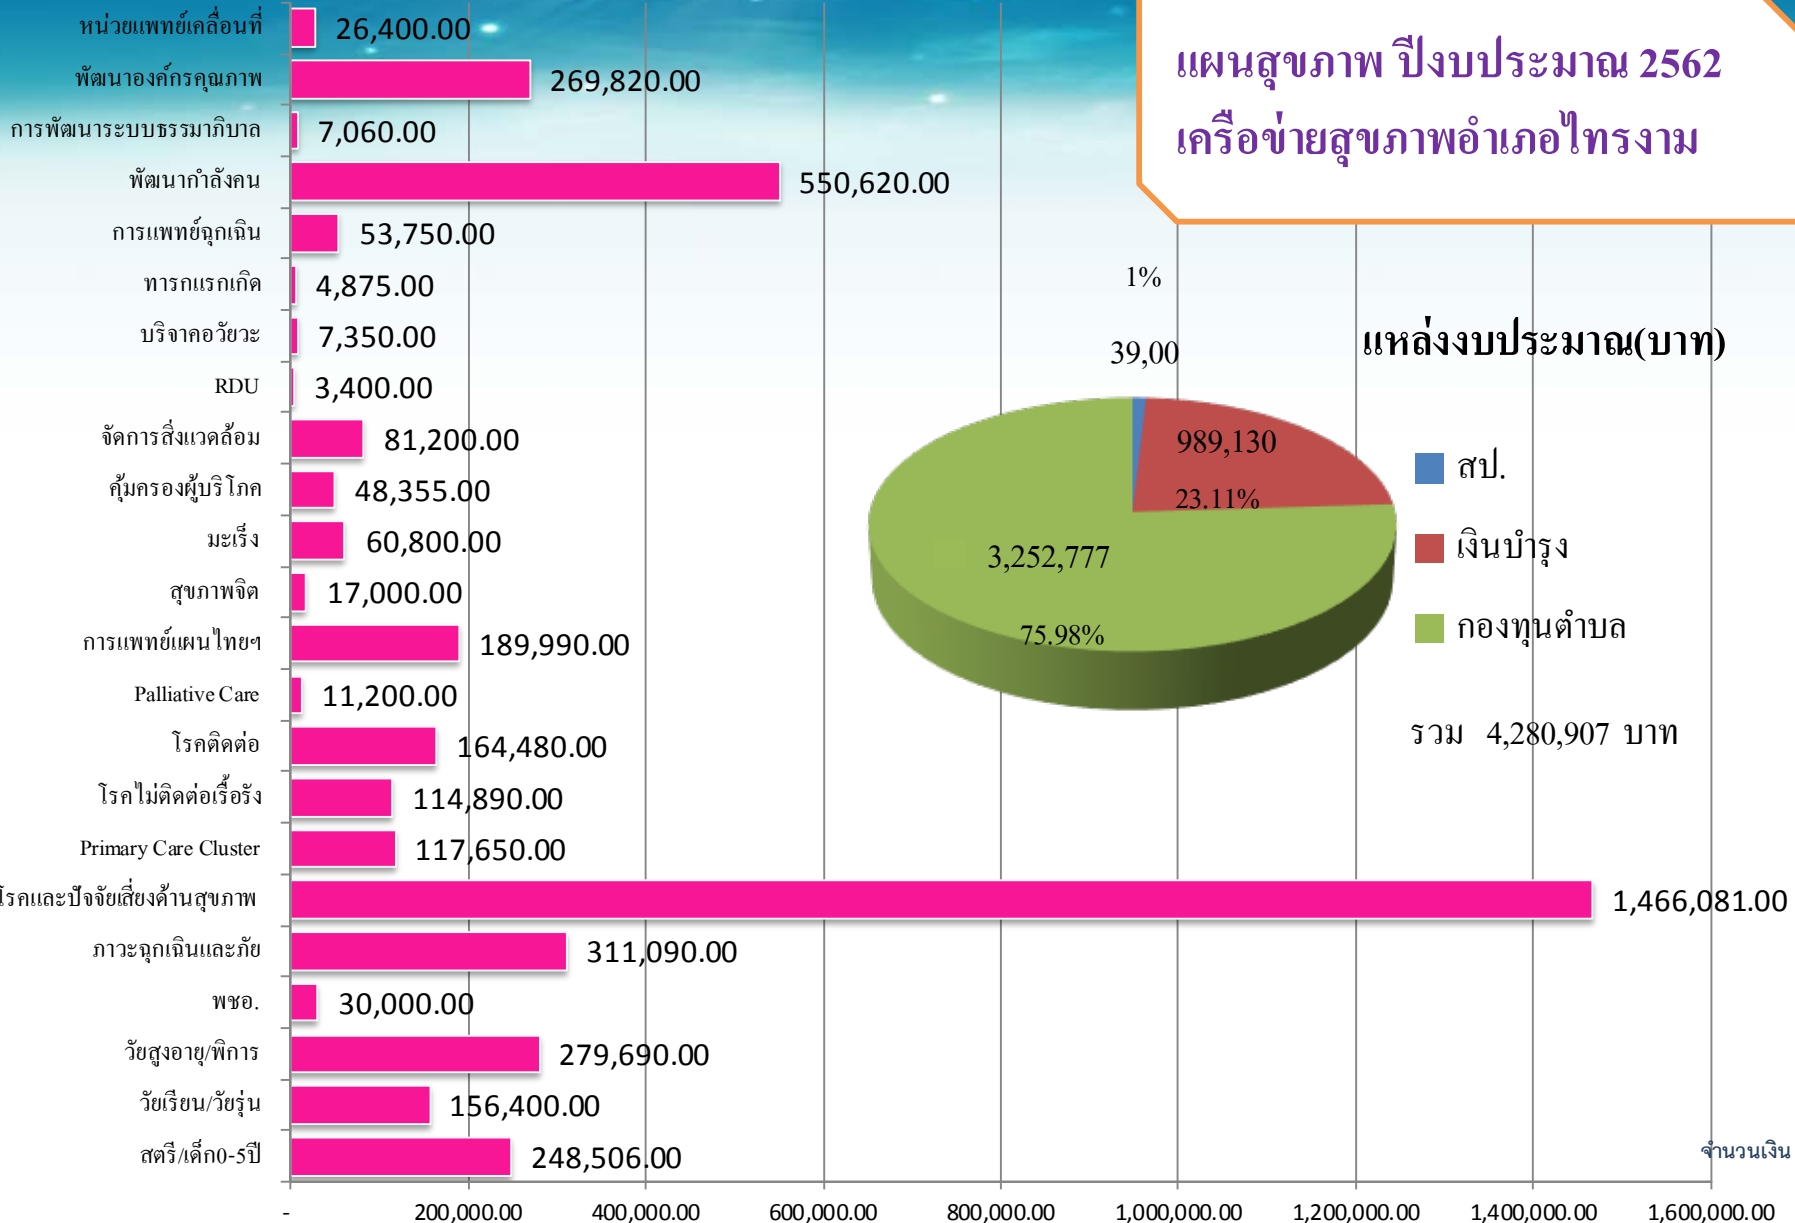 แผนสุขภาพ ปีงบประมาณ 2562
เครือข่ายสุขภาพอำเภอไทรงาม
หน่วยแพทย์เคลื่อนที่ 26,400.00
พัฒนาองค์กรคุณภาพ 269,820.00
การพัฒนาระบบธรรมาภิบาล 7,060.00
พัฒนากำลังคน 550,620.00
การแพทย์ฉุกเฉิน 53,750.00
ทารกแรกเกิด 4,875.00
บริจาคอวัยวะ 7,350.00
RDU 3,400.00
จัดการสิ่งแวดล้อม 81,200.00
คุ้มครองผู้บริโภค 48,355.00
มะเร็ง 60,800.00
สุขภาพจิต 17,000.00
การแพทย์แผนไทยฯ 189,990.00
Palliative Care 11,200.00
โรคติดต่อ 164,480.00
โรคไม่ติดต่อเรื้อรัง 114,890.00
Primary Care Cluster 117,650.00
โรคและปัจจัยเสี่ยงด้านสุขภาพ 1,466,081.00
ภาวะฉุกเฉินและภัย 311,090.00
พชอ. 30,000.00
วัยสูงอายุ/พิการ 279,690.00
วัยเรียน/วัยรุ่น 156,400.00
สตรี/เด็ก0-5ปี 248,506.00
- 200,000.00 400,000.00 600,000.00 800,000.00 1,000,000.00 1,200,000.00 1,400,000.00 1,600,000.00
จำนวนเงิน
แหล่งงบประมาณ(บาท)
1%
39,00
989,130
23.11%
3,252,777
75.98%
สป.
เงินบำรุง
กองทุนตำบล
รวม 4,280,907 บาท